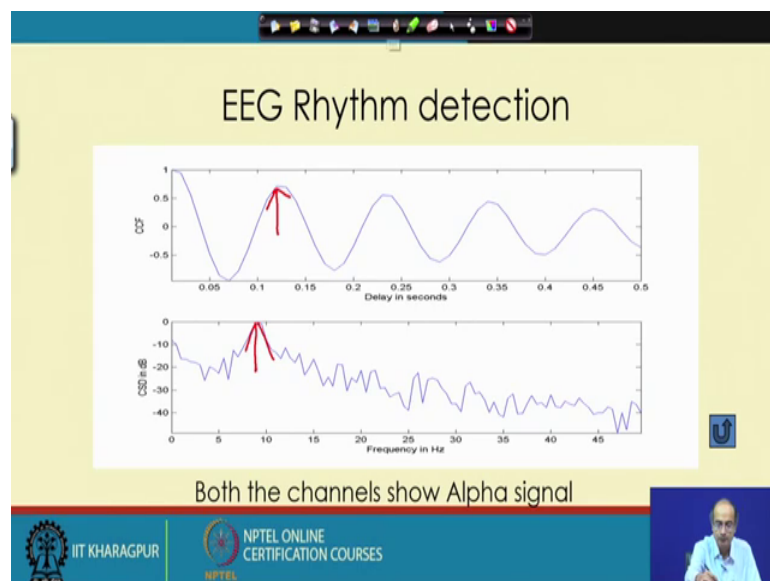 EEG Rhythm detection
1
0.5
0
-0.5
CCF
0.05
0.1
0.15
0.2
0.25
0.3
0.35
0.4
0.45
0.5
Delay in seconds
0
-10
-20
-30
-40
CSD in dB
0
5
10
15
20
25
30
35
40
45
Frequency in Hz
Both the channels show Alpha signal
IIT KHARAGPUR
NPTEL
NPTEL ONLINE
CERTIFICATION COURSES